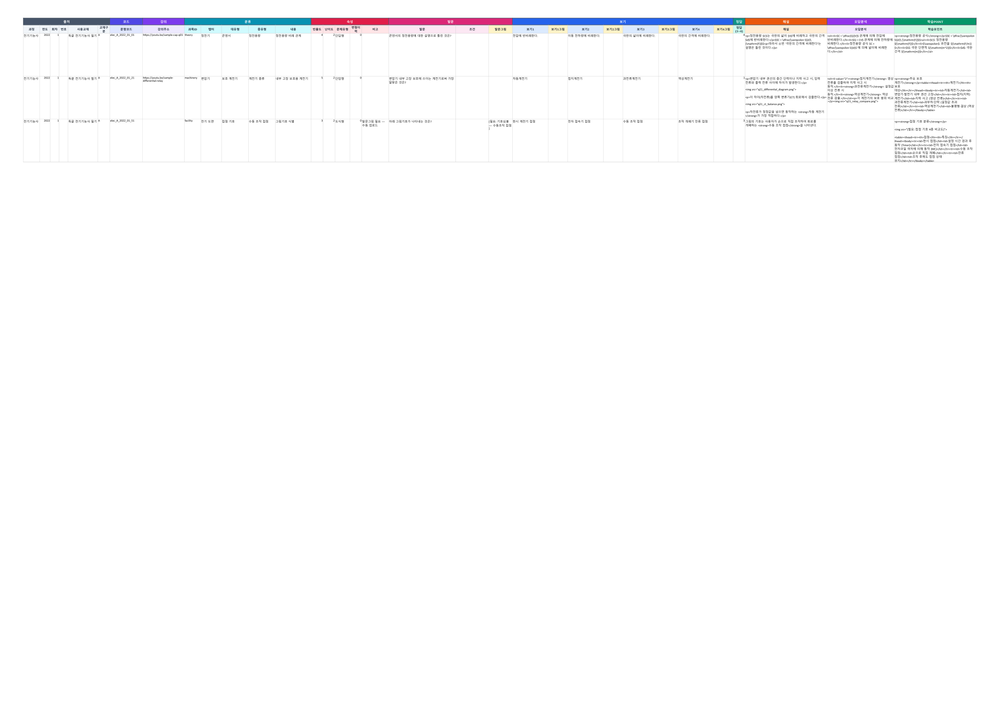 출처 코드 강의 분류 속성 발문 보기 정답 해설 오답분석 학습POINT
과정 연도 회차 번호 사용교재 교재구분 문항코드 강의주소 과목ID 챕터 대유형 중유형 내용 빈출도 난이도 문제유형 변형이력 비고 발문 조건 발문그림 보기1 보기1그림 보기2 보기2그림 보기3 보기3그림 보기4 보기4그림 정답(1~4) 해설 오답분석 학습포인트
전기기능사 2022 1 독끝 전기기능사 필기 A elec_A_2022_01_01 https://youtu.be/sample-cap-q01 theory 정전기 콘덴서 정전용량 정전용량 비례 관계 4 2 단답형 0
콘덴서의 정전용량에 대한 설명으로 틀린 것은?
전압에 반비례한다. 이동 전하량에 비례한다. 극판의 넓이에 비례한다. 극판의 간격에 비례한다. 4
<p>정전용량 $C$는 극판의 넓이 $S$에 비례하고 극판의 간격
$d$에 반비례한다:</p>$$C = \dfrac{\varepsilon S}{d}\
[\mathrm{F}]$$<p>따라서 ④번 '극판의 간격에 비례한다'는
설명은 틀린 것이다.</p>
<ol><li>$C = \dfrac{Q}{V}$ 관계에 의해 전압에
반비례한다.</li><li>$Q = CV$ 관계에 의해 전하량에
비례한다.</li><li>정전용량 공식 $C =
\dfrac{\varepsilon S}{d}$ 에 의해 넓이에 비례한
다.</li></ol>
<p><strong>정전용량 공식</strong></p>$$C = \dfrac{\varepsilon
S}{d}\ [\mathrm{F}]$$<ul><li>$C$: 정전용량
$[\mathrm{F}]$</li><li>$\varepsilon$: 유전율 $[\mathrm{F/m}]
$</li><li>$S$: 극판 단면적 $[\mathrm{m^2}]$</li><li>$d$: 극판
간격 $[\mathrm{m}]$</li></ul>
전기기능사 2022 1 독끝 전기기능사 필기 A elec_A_2022_01_21 https://youtu.be/sample-
differential-relay
machinery 변압기 보호 계전기 계전기 종류 내부 고장 보호용 계전기 5 2 단답형 0
변압기 내부 고장 보호에 쓰이는 계전기로써 가장
알맞은 것은?
차동계전기 접지계전기 과전류계전기 역상계전기 1
<p>변압기 내부 권선의 층간 단락이나 지락 사고 시, 입력
전류와 출력 전류 사이에 차이가 발생한다.</p>
<img src="q21_differential_diagram.png">
<p>이 차이(차전류)를 양쪽 변류기(CT) 회로에서 검출한다.</p>
<img src="q21_ct_balance.png">
<p>차전류가 정정값을 넘으면 동작하는 <strong>차동 계전기
</strong>가 가장 적합하다.</p>
<ol><li value="2"><strong>접지계전기</strong>: 영상
전류를 검출하여 지락 사고 시
동작.</li><li><strong>과전류계전기</strong>: 설정값
이상 전류 시
동작.</li><li><strong>역상계전기</strong>: 역상
전류 검출.</li></ol><p>각 계전기의 보호 범위 비교
:</p><img src="q21_relay_compare.png">
<p><strong>주요 보호
계전기</strong></p><table><thead><tr><th>계전기</th><th>
보호
대상</th></tr></thead><tbody><tr><td>차동계전기</td><td>
변압기·발전기 내부 권선 고장</td></tr><tr><td>접지(지락)
계전기</td><td>지락 사고 (영상 전류)</td></tr><tr><td>
과전류계전기</td><td>과부하·단락 (설정값 초과
전류)</td></tr><tr><td>역상계전기</td><td>불평형·결상 (역상
전류)</td></tr></tbody></table>
전기기능사 2022 1 독끝 전기기능사 필기 A elec_A_2022_01_51 facility 전기 도면 접점 기호 수동 조작 접점 그림기호 식별 3 2 도식형 0
발문그림 필요 —
수동 업로드
아래 그림기호가 나타내는 것은?
[필요: 기호심볼
— 수동조작 접점
]
한시 계전기 접점 전자 접속기 접점 수동 조작 접점 조작 개폐기 잔류 접점 3
그림의 기호는 사용자가 손으로 직접 조작하여 회로를
개폐하는 <strong>수동 조작 접점</strong>을 나타낸다.
<p><strong>접점 기호 분류</strong></p>
<img src="[필요: 접점 기호 4종 비교도]">
<table><thead><tr><th>접점</th><th>특징</th></tr></
thead><tbody><tr><td>한시 접점</td><td>설정 시간 경과 후
동작 (Timer)</td></tr><tr><td>전자 접속기 접점</td><td>
전자코일 여자에 의해 동작 (MC)</td></tr><tr><td>수동 조작
접점</td><td>손으로 직접 개폐</td></tr><tr><td>잔류
접점</td><td>조작 후에도 접점 상태
유지</td></tr></tbody></table>